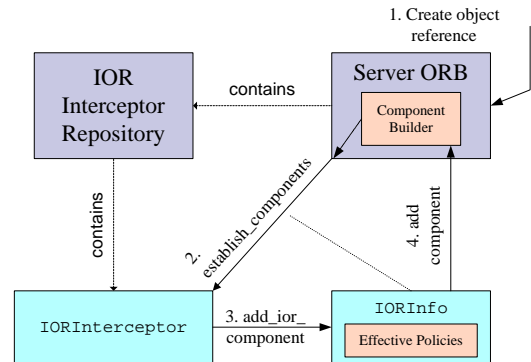 1. Create object
reference
IOR
Interceptor
Repository
contains
Server ORB
Component
Builder
contains
2.
establish_components
4. add
component
IORInterceptor
3. add_ior_
component
IORInfo
Effective Policies